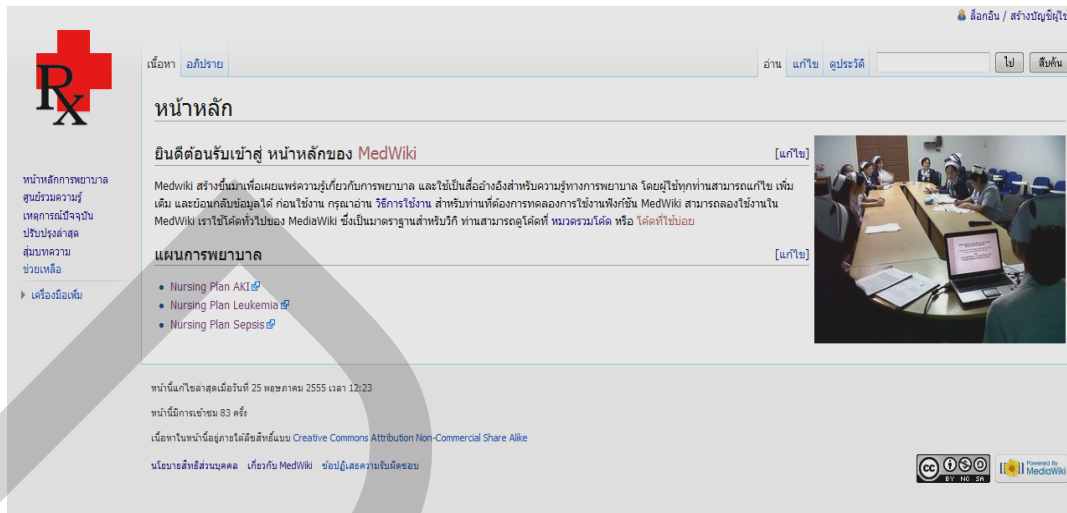 ล็อกอิน / สร้างบัญชีผู้ใช้
Rx
เนื้อหา อภิปราย อ่าน แก้ไข ดูประวัติ ไป สืบค้น
หน้าหลัก
ยินดีต้อนรับเข้าสู่ หน้าหลักของ MedWiki [แก้ไข]
Medwiki สร้างขึ้นมาเพื่อเผยแพร่ความรู้เกี่ยวกับการพยาบาล และใช้เป็นสื่ออ้างอิงสำหรับความรู้ทางการพยาบาล โดยผู้ใช้ทุกท่านสามารถแก้ไข เพิ่ม
เติม และย้อนกลับข้อมูลได้ ก่อนใช้งาน กรุณาอ่าน วิธีการใช้งาน สำหรับท่านที่ต้องการทดลองการใช้งานฟังก์ชัน MedWiki สามารถลองใช้งานใน
MedWiki เราใช้โค้ดทั่วไปของ MediaWiki ซึ่งเป็นมาตราฐานสำหรับวิกิ ท่านสามารถดูโค้ดที่ หมวดรวมโค้ด หรือ โค้ดที่ใช้บ่อย
แผนการพยาบาล [แก้ไข]
Nursing Plan AKI
Nursing Plan Leukemia
Nursing Plan Sepsis
หน้าหลักการพยาบาล
ศูนย์รวมความรู้
เหตุการณ์ปัจจุบัน
ปรับปรุงล่าสุด
สุ่มบทความ
ช่วยเหลือ
เครื่องมือเพิ่ม
หน้านี้แก้ไขล่าสุดเมื่อวันที่ 25 พฤษภาคม 2555 เวลา 12:23
หน้านี้มีการเข้าชม 83 ครั้ง
เนื้อหาในหน้านี้อยู่ภายใต้ลิขสิทธิ์แบบ Creative Commons Attribution Non-Commercial Share Alike
นโยบายสิทธิส่วนบุคคล เกี่ยวกับ MedWiki ข้อปฏิเสธความรับผิดชอบ
cc BY NC SA Powered By MediaWiki